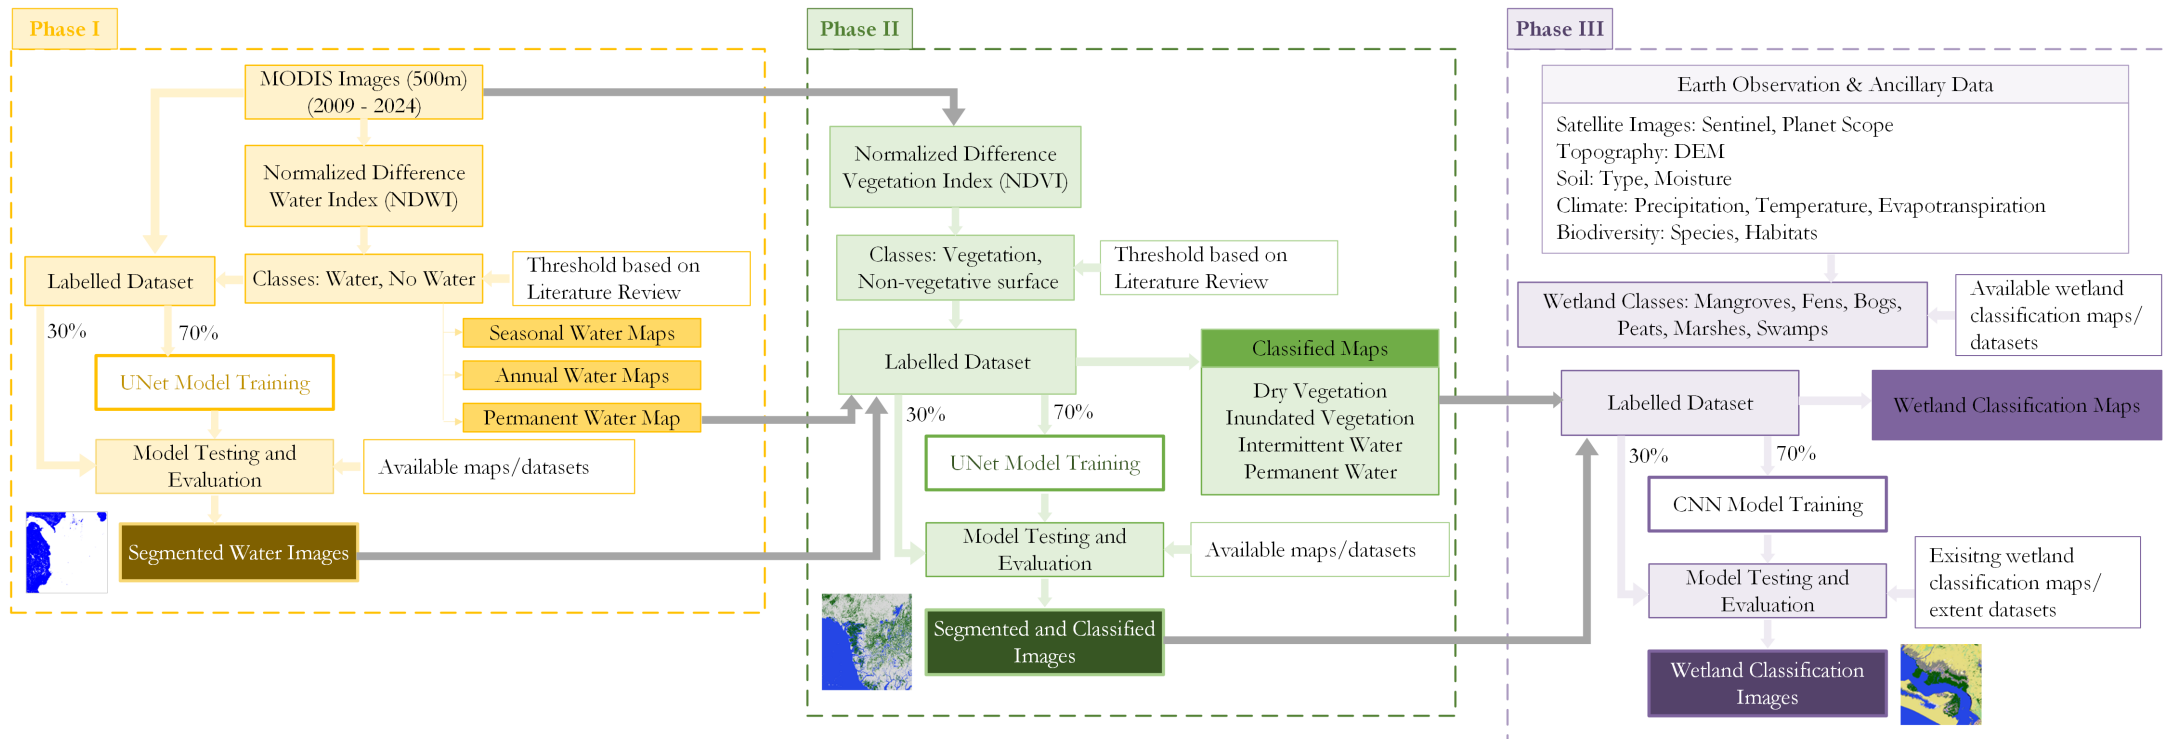 Phase I
MODIS Images (500m)
(2009 - 2024)
Normalized Difference
Water Index (NDWI)
Labelled Dataset
Classes: Water, No Water
Threshold based on
Literature Review
30%
70%
Seasonal Water Maps
Annual Water Maps
Permanent Water Map
UNet Model Training
Model Testing and
Evaluation
Available maps/datasets
Segmented Water Images
Phase II
Normalized Difference
Vegetation Index (NDVI)
Classes: Vegetation,
Non-vegetative surface
Threshold based on
Literature Review
Labelled Dataset
Classified Maps
Dry Vegetation
Inundated Vegetation
Intermittent Water
Permanent Water
30%
70%
UNet Model Training
Model Testing and
Evaluation
Available maps/datasets
Segmented and Classified
Images
Phase III
Earth Observation & Ancillary Data
Satellite Images: Sentinel, Planet Scope
Topography: DEM
Soil: Type, Moisture
Climate: Precipitation, Temperature, Evapotranspiration
Biodiversity: Species, Habitats
Wetland Classes: Mangroves, Fens, Bogs,
Peats, Marshes, Swamps
Available wetland
classification maps/
datasets
Labelled Dataset
Wetland Classification Maps
30%
70%
CNN Model Training
Model Testing and
Evaluation
Exisitng wetland
classification maps/
extent datasets
Wetland Classification
Images